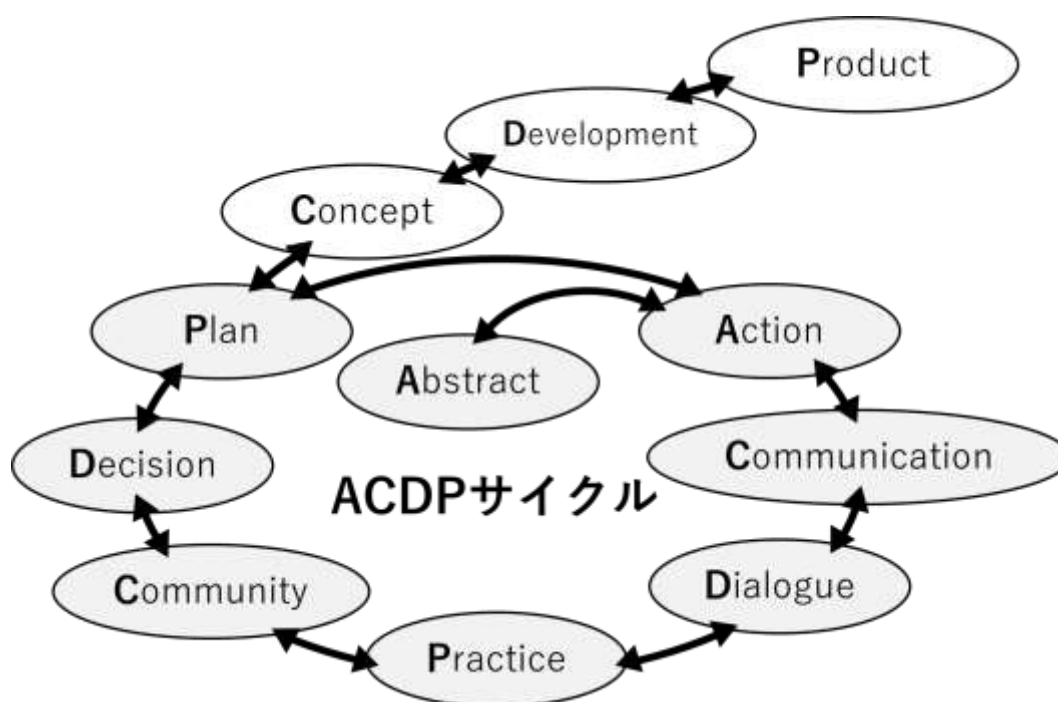 Product
Development
Concept
Plan
Action
Abstract
Decision
Communication
ACDPサイクル
Community
Dialogue
Practice